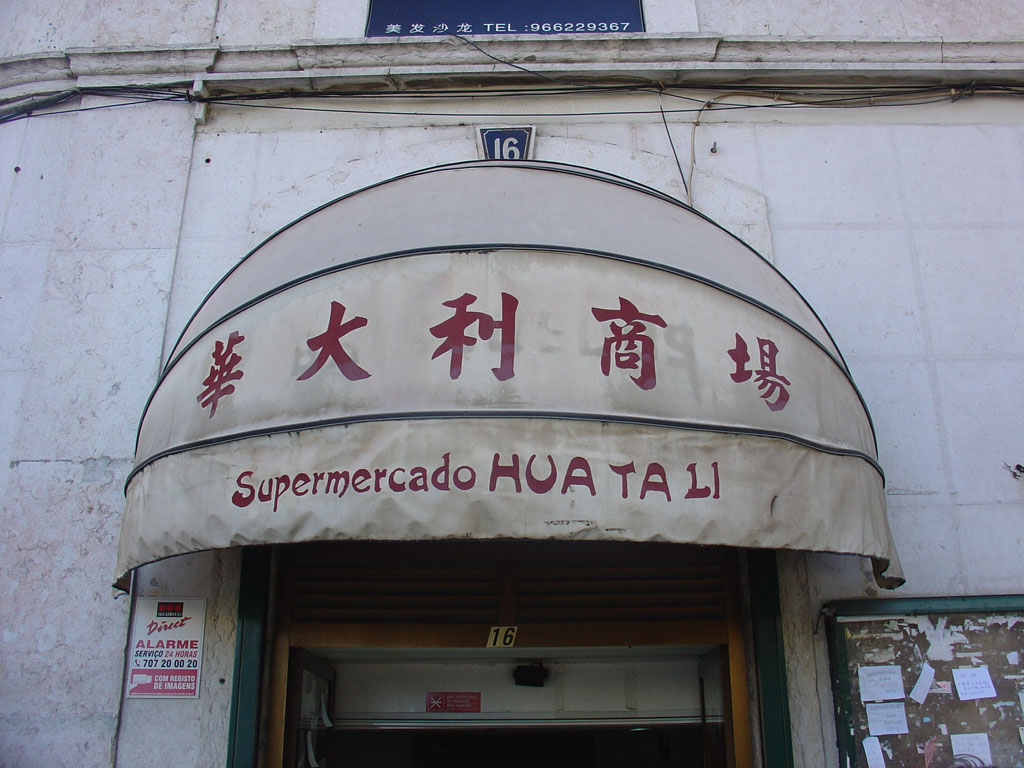 美发沙龙 TEL :966229367
16
華大利商場
Supermercado HUA TA LI
16
SECURITAS
Direct
ALARME
SERVIÇO 24 HORAS
707 20 00 20
COM REGISTO
DE IMAGENS